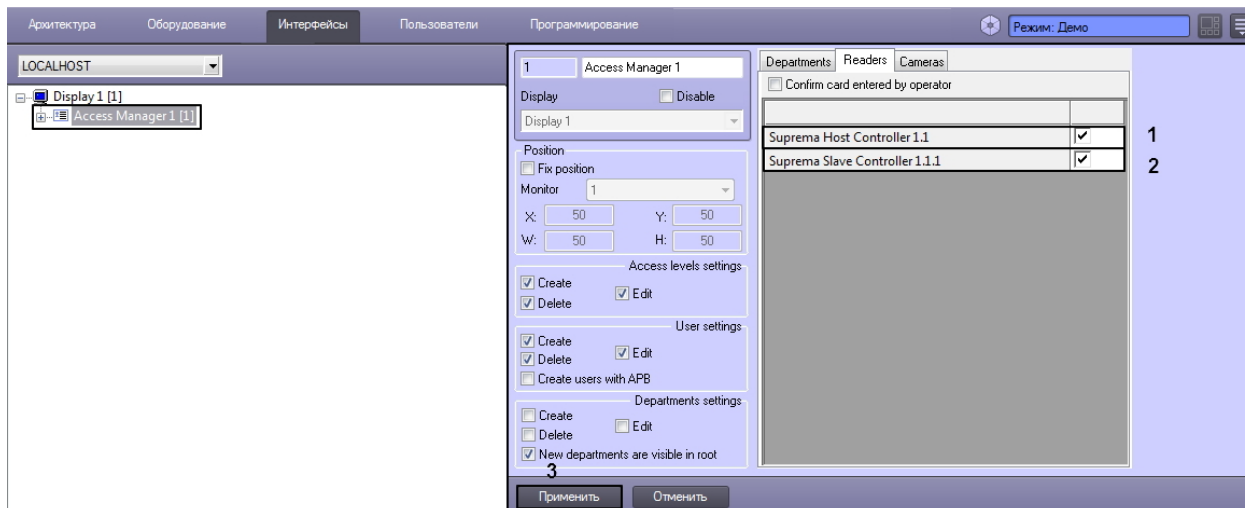 Архитектура Оборудование Интерфейсы Пользователи Программирование Режим: Демо
LOCALHOST
Display 1 [1]
Access Manager 1 [1]
1 Access Manager 1
Display Disable
Display 1
Position
Fix position
Monitor 1
X: 50 Y: 50
W: 50 H: 50
Access levels settings
Create
Edit
Delete
User settings
Create
Edit
Delete
Create users with APB
Departments settings
Create
Edit
Delete
New departments are visible in root
3
Применить Отменить
Departments Readers Cameras
Confirm card entered by operator
Suprema Host Controller 1.1 1
Suprema Slave Controller 1.1.1 2